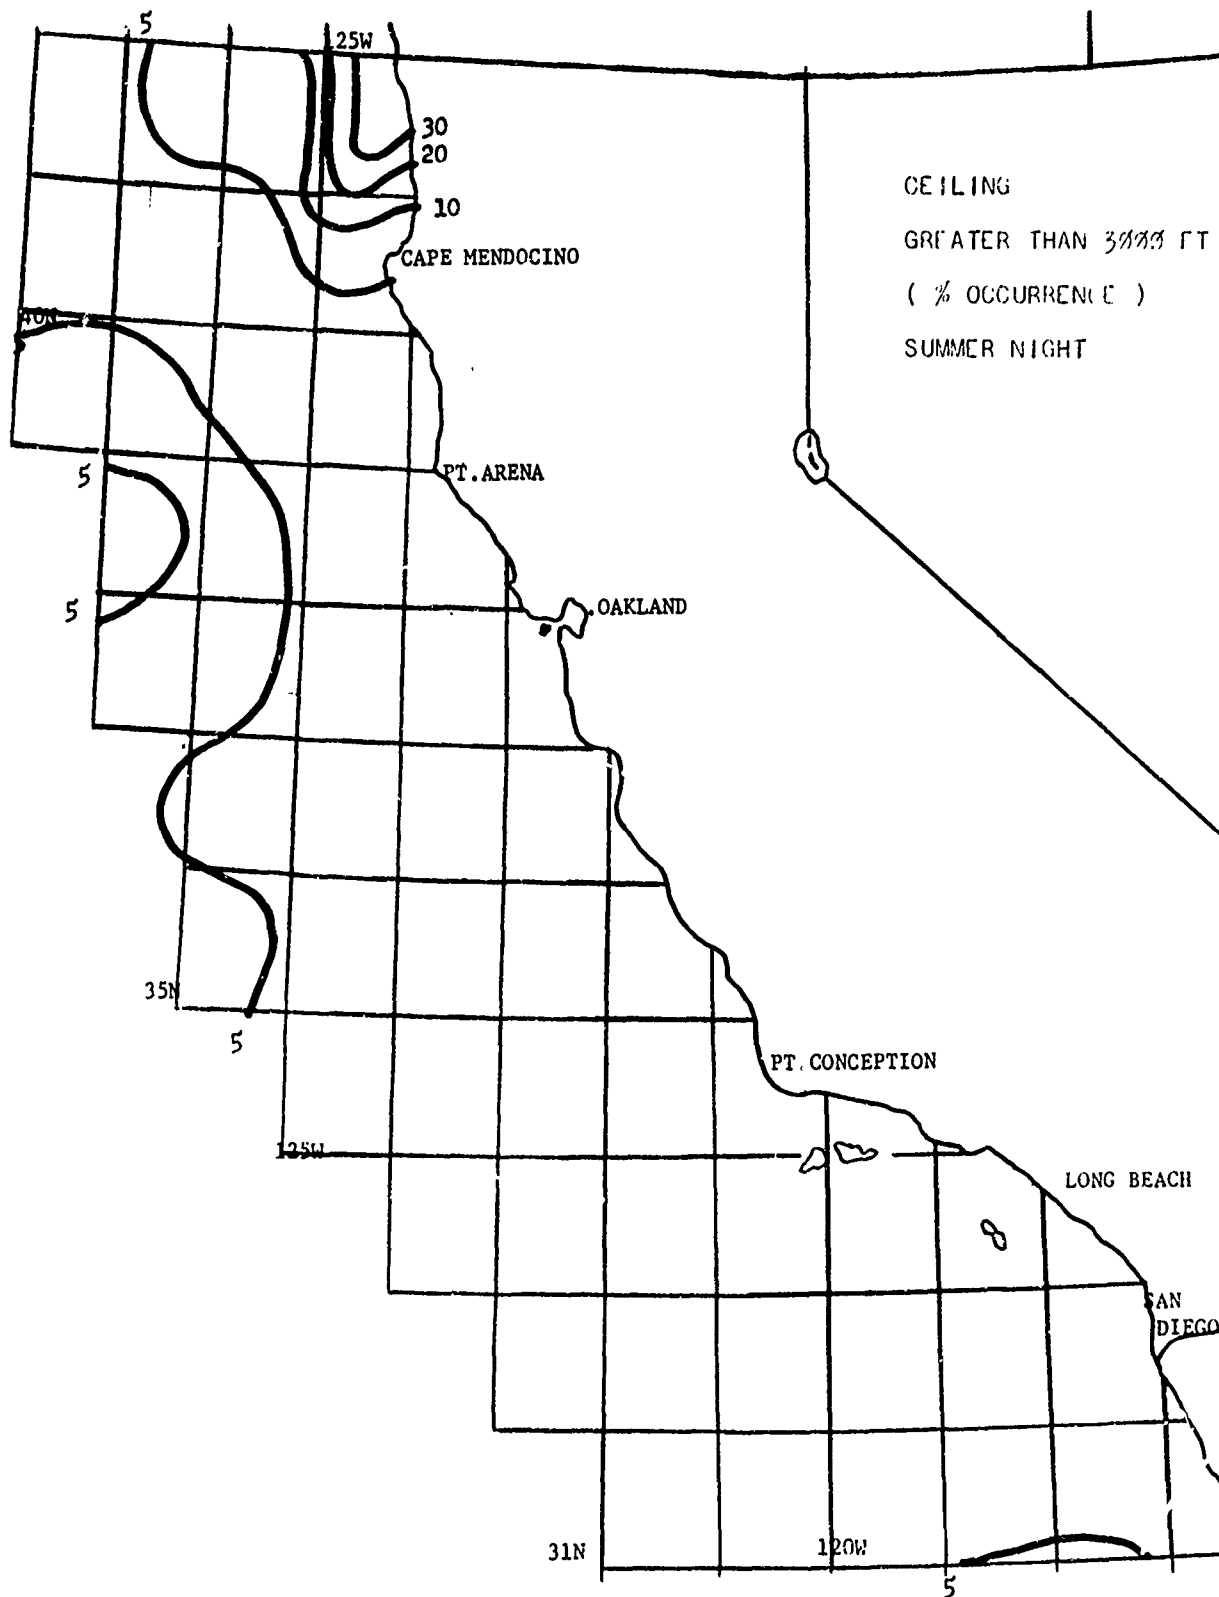 5
25W
30
20
10
CEILING
GREATER THAN 3000 FT
( % OCCURRENCE )
SUMMER NIGHT
CAPE MENDOCINO
40N
5
PT. ARENA
5
OAKLAND
5
35N
5
PT. CONCEPTION
125W
LONG BEACH
SAN
DIEGO
31N
120W
5